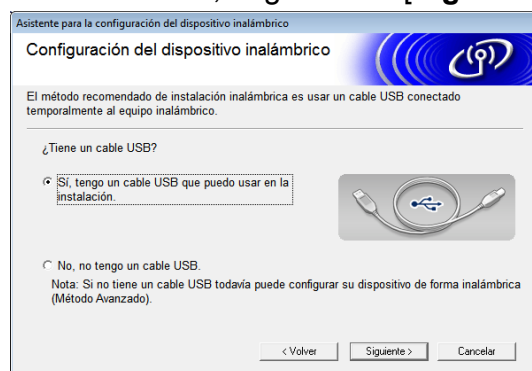 Asistente para la configuración del dispositivo inalámbrico
Configuración del dispositivo inalámbrico
El método recomendado de instalación inalámbrica es usar un cable USB conectado
temporalmente al equipo inalámbrico.
¿Tiene un cable USB?
Sí, tengo un cable USB que puedo usar en la
instalación.
No, no tengo un cable USB.
Nota: Si no tiene un cable USB todavía puede configurar su dispositivo de forma inalámbrica
(Método Avanzado).
< Volver
Siguiente >
Cancelar